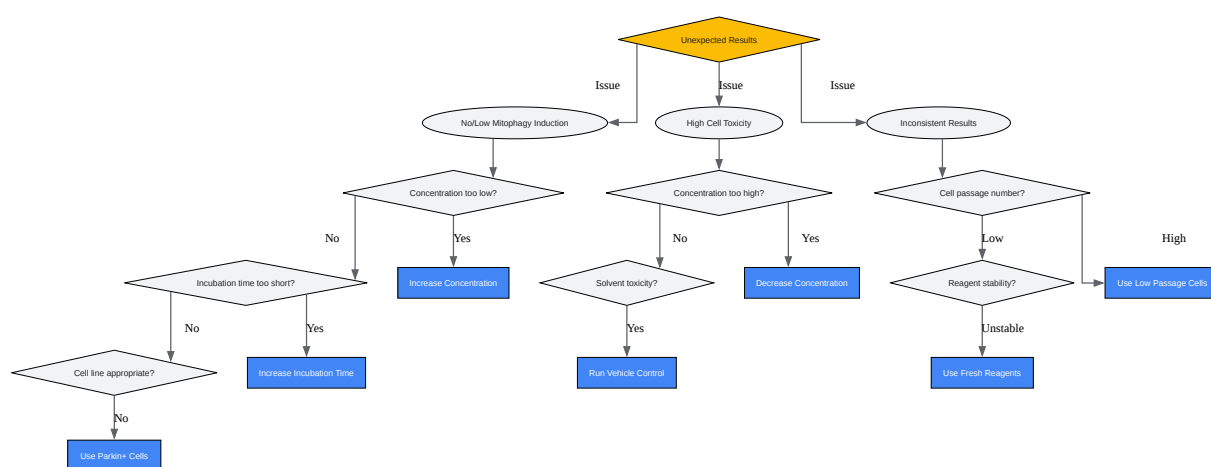 Unexpected Results
Issue
Issue
Issue
No/Low Mitophagy Induction
High Cell Toxicity
Inconsistent Results
Concentration too low?
Concentration too high?
Cell passage number?
No
Yes
No
Yes
Low
High
Incubation time too short?
Increase Concentration
Solvent toxicity?
Decrease Concentration
Reagent stability?
Use Low Passage Cells
No
Yes
Yes
Unstable
Cell line appropriate?
Increase Incubation Time
Run Vehicle Control
Use Fresh Reagents
No
Use Parkin+ Cells